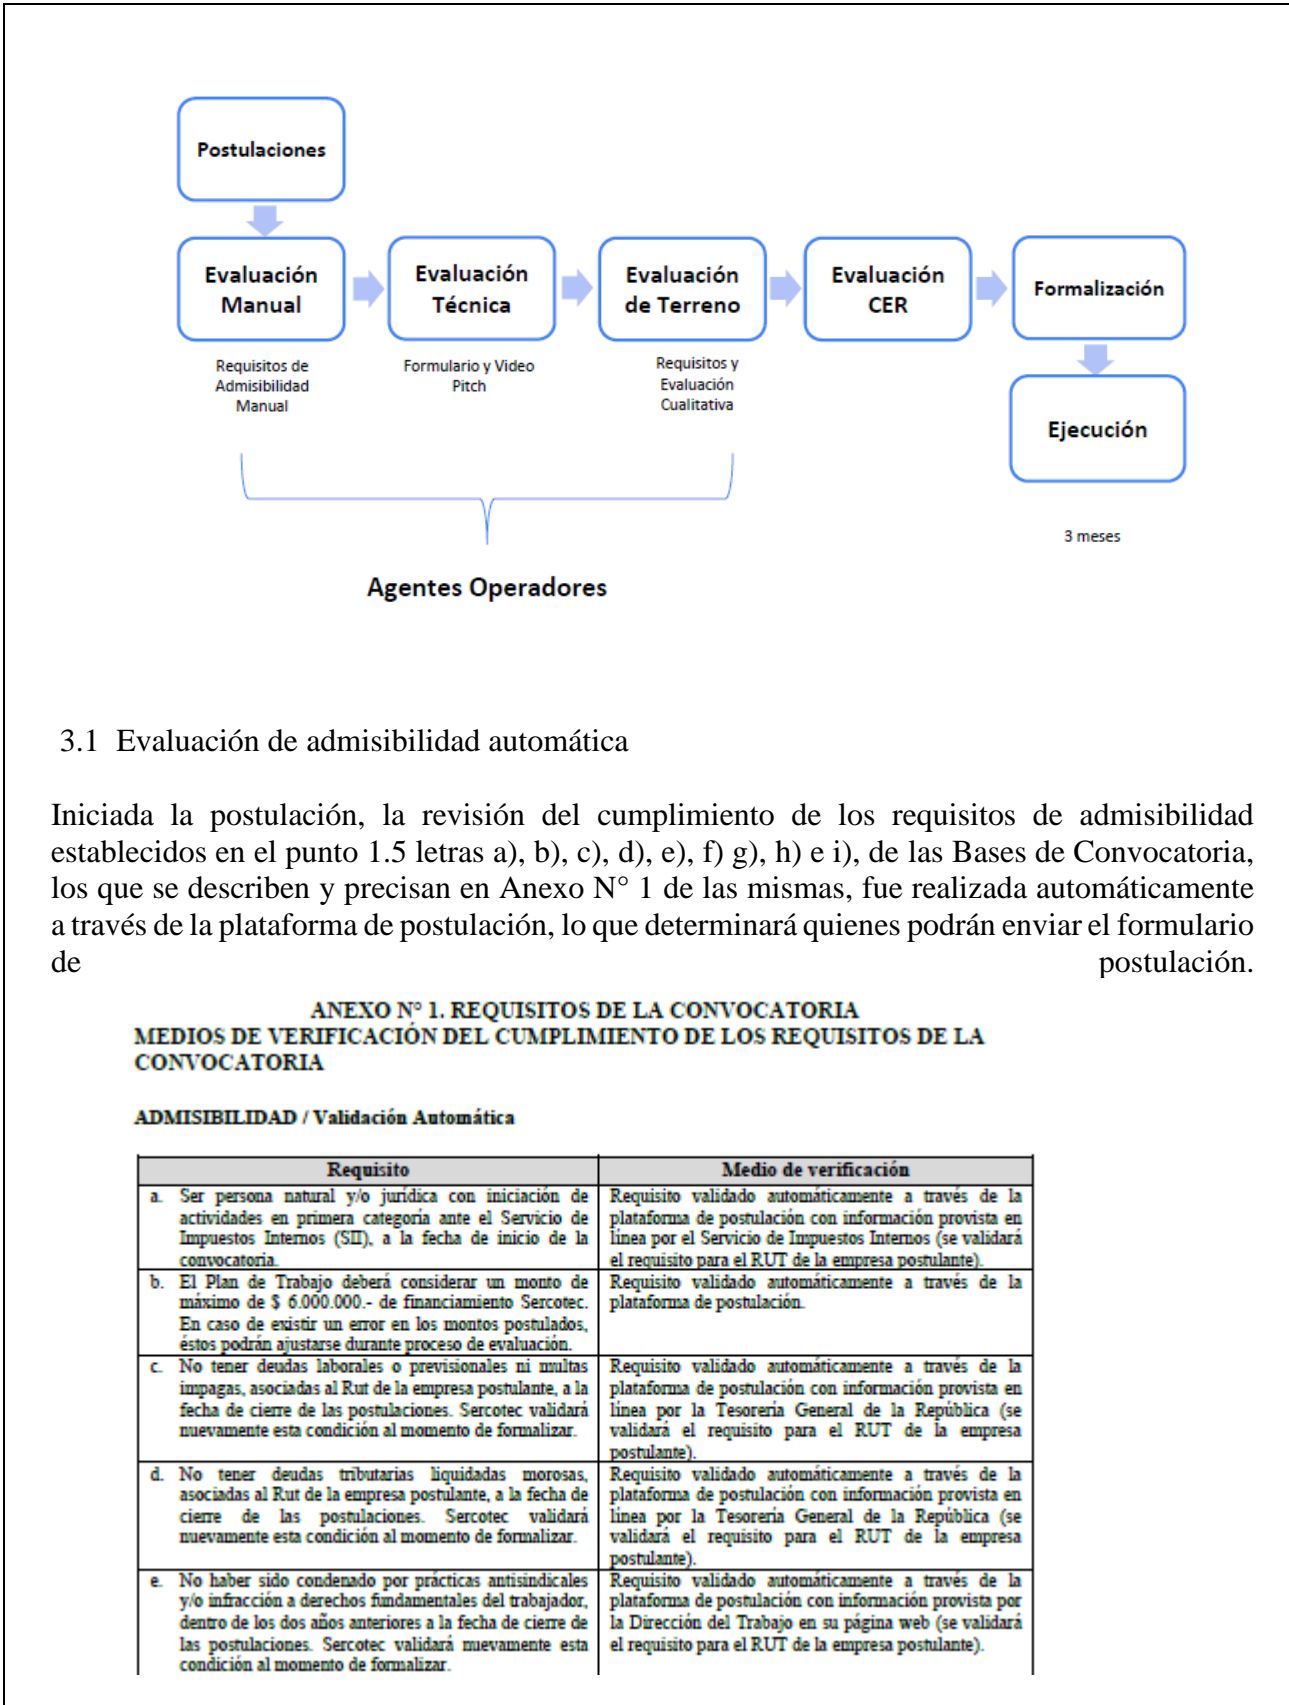 Postulaciones
Evaluación
Manual
Evaluación
Técnica
Evaluación
de Terreno
Evaluación
CER
Formalización
Requisitos de
Admisibilidad
Manual
Formulario y Video
Pitch
Requisitos y
Evaluación
Cualitativa
Ejecución
3 meses
Agentes Operadores
3.1 Evaluación de admisibilidad automática
Iniciada la postulación, la revisión del cumplimiento de los requisitos de admisibilidad
establecidos en el punto 1.5 letras a), b), c), d), e), f) g), h) e i), de las Bases de Convocatoria,
los que se describen y precisan en Anexo N° 1 de las mismas, fue realizada automáticamente
a través de la plataforma de postulación, lo que determinará quienes podrán enviar el formulario
de postulación.
ANEXO N° 1. REQUISITOS DE LA CONVOCATORIA
MEDIOS DE VERIFICACIÓN DEL CUMPLIMIENTO DE LOS REQUISITOS DE LA
CONVOCATORIA
ADMISIBILIDAD / Validación Automática
Requisito
Medio de verificación
a. Ser persona natural y/o jurídica con iniciación de
actividades en primera categoría ante el Servicio de
Impuestos Internos (SII), a la fecha de inicio de la
convocatoria.
Requisito validado automáticamente a través de la
plataforma de postulación con información provista en
línea por el Servicio de Impuestos Internos (se validará
el requisito para el RUT de la empresa postulante).
b. El Plan de Trabajo deberá considerar un monto de
máximo de $ 6.000.000.- de financiamiento Sercotec.
En caso de existir un error en los montos postulados,
éstos podrán ajustarse durante proceso de evaluación.
Requisito validado automáticamente a través de la
plataforma de postulación.
c. No tener deudas laborales o previsionales ni multas
impagas, asociadas al Rut de la empresa postulante, a la
fecha de cierre de las postulaciones. Sercotec validará
nuevamente esta condición al momento de formalizar.
Requisito validado automáticamente a través de la
plataforma de postulación con información provista en
línea por la Tesorería General de la República (se
validará el requisito para el RUT de la empresa
postulante).
d. No tener deudas tributarias liquidadas morosas,
asociadas al Rut de la empresa postulante, a la fecha de
cierre de las postulaciones. Sercotec validará
nuevamente esta condición al momento de formalizar.
Requisito validado automáticamente a través de la
plataforma de postulación con información provista en
línea por la Tesorería General de la República (se
validará el requisito para el RUT de la empresa
postulante).
e. No haber sido condenado por prácticas antisindicales
y/o infracción a derechos fundamentales del trabajador,
dentro de los dos años anteriores a la fecha de cierre de
las postulaciones. Sercotec validará nuevamente esta
condición al momento de formalizar.
Requisito validado automáticamente a través de la
plataforma de postulación con información provista por
la Dirección del Trabajo en su página web (se validará
el requisito para el RUT de la empresa postulante).